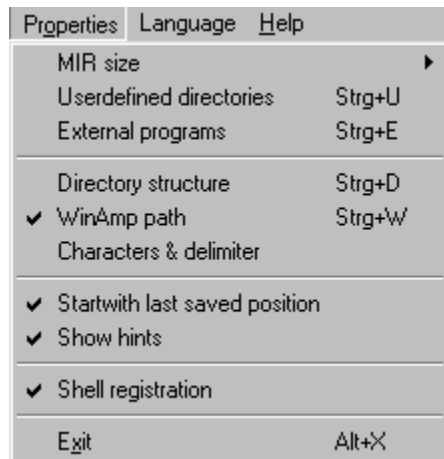 Properties Language Help
MIR size
Userdefined directories Strg+U
External programs Strg+E
Directory structure Strg+D
WinAmp path Strg+W
Characters & delimiter
Startwith last saved position
Show hints
Shell registration
Exit Alt+X